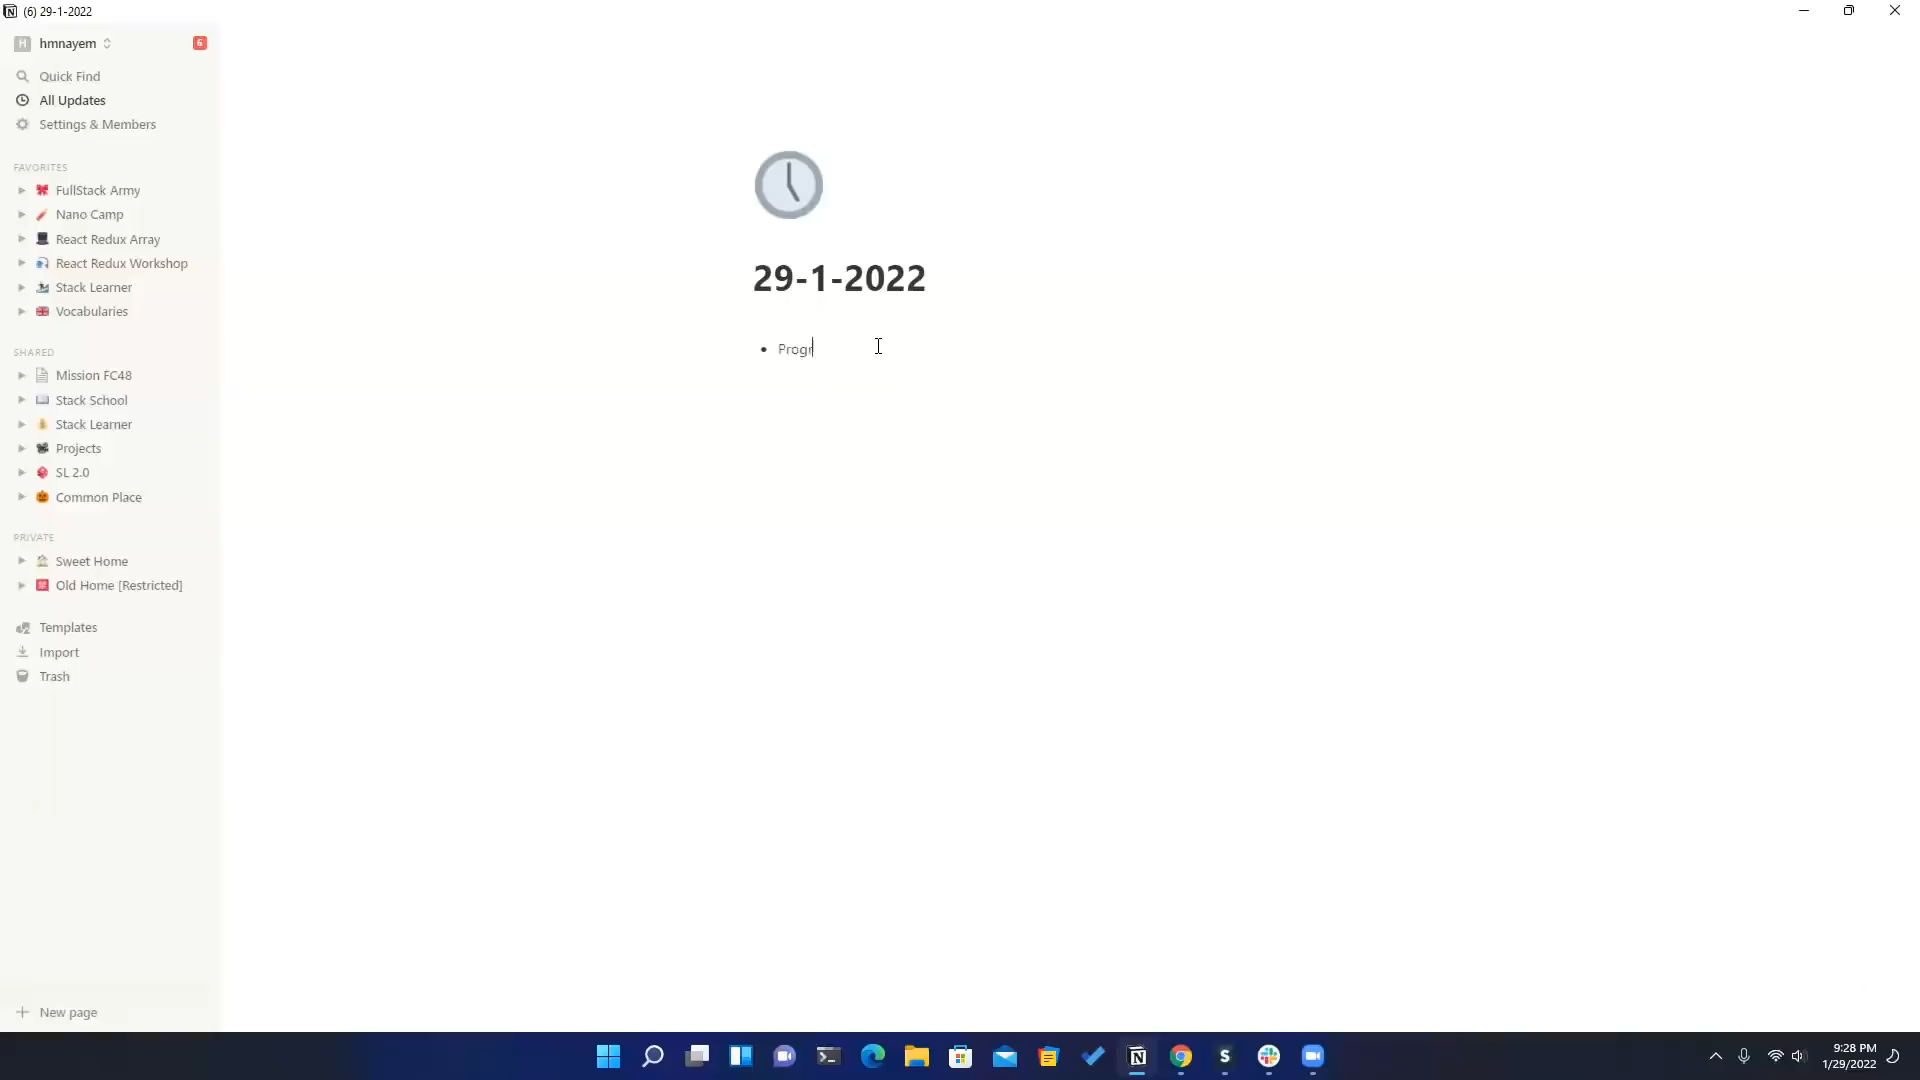 (6) 29-1-2022
H hmnayem 6
Quick Find
All Updates
Settings & Members
FAVORITES
FullStack Army
Nano Camp
React Redux Array
React Redux Workshop
Stack Learner
Vocabularies
SHARED
Mission FC48
Stack School
Stack Learner
Projects
SL 2.0
Common Place
PRIVATE
Sweet Home
Old Home [Restricted]
Templates
Import
Trash
New page
29-1-2022
• Progr
9:28 PM
1/29/2022